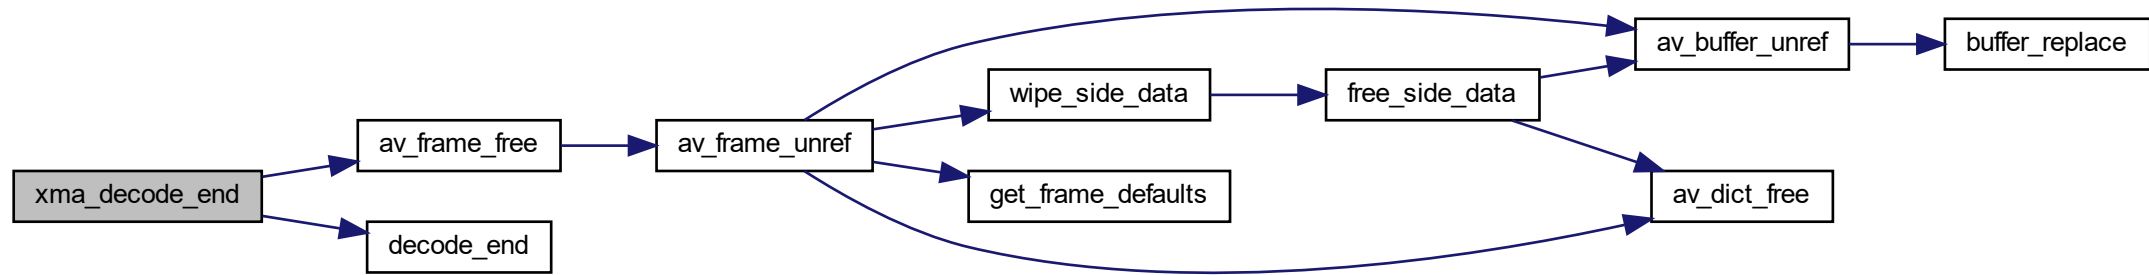 xma_decode_end
av_frame_free
decode_end
av_frame_unref
wipe_side_data
get_frame_defaults
free_side_data
av_buffer_unref
av_dict_free
buffer_replace